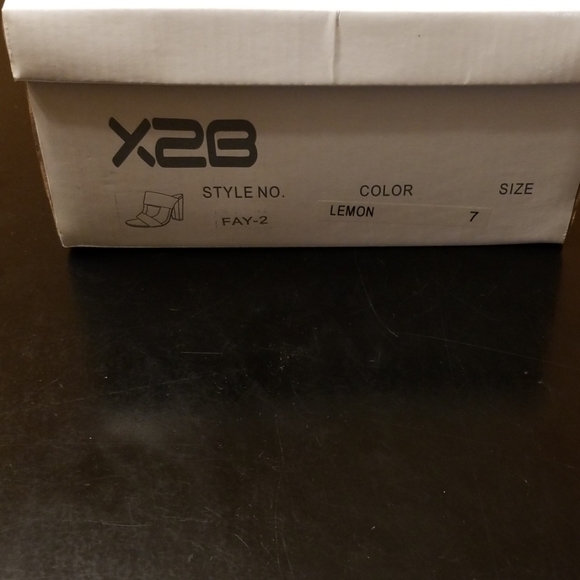 X2B
STYLE NO. COLOR SIZE
FAY-2 LEMON 7